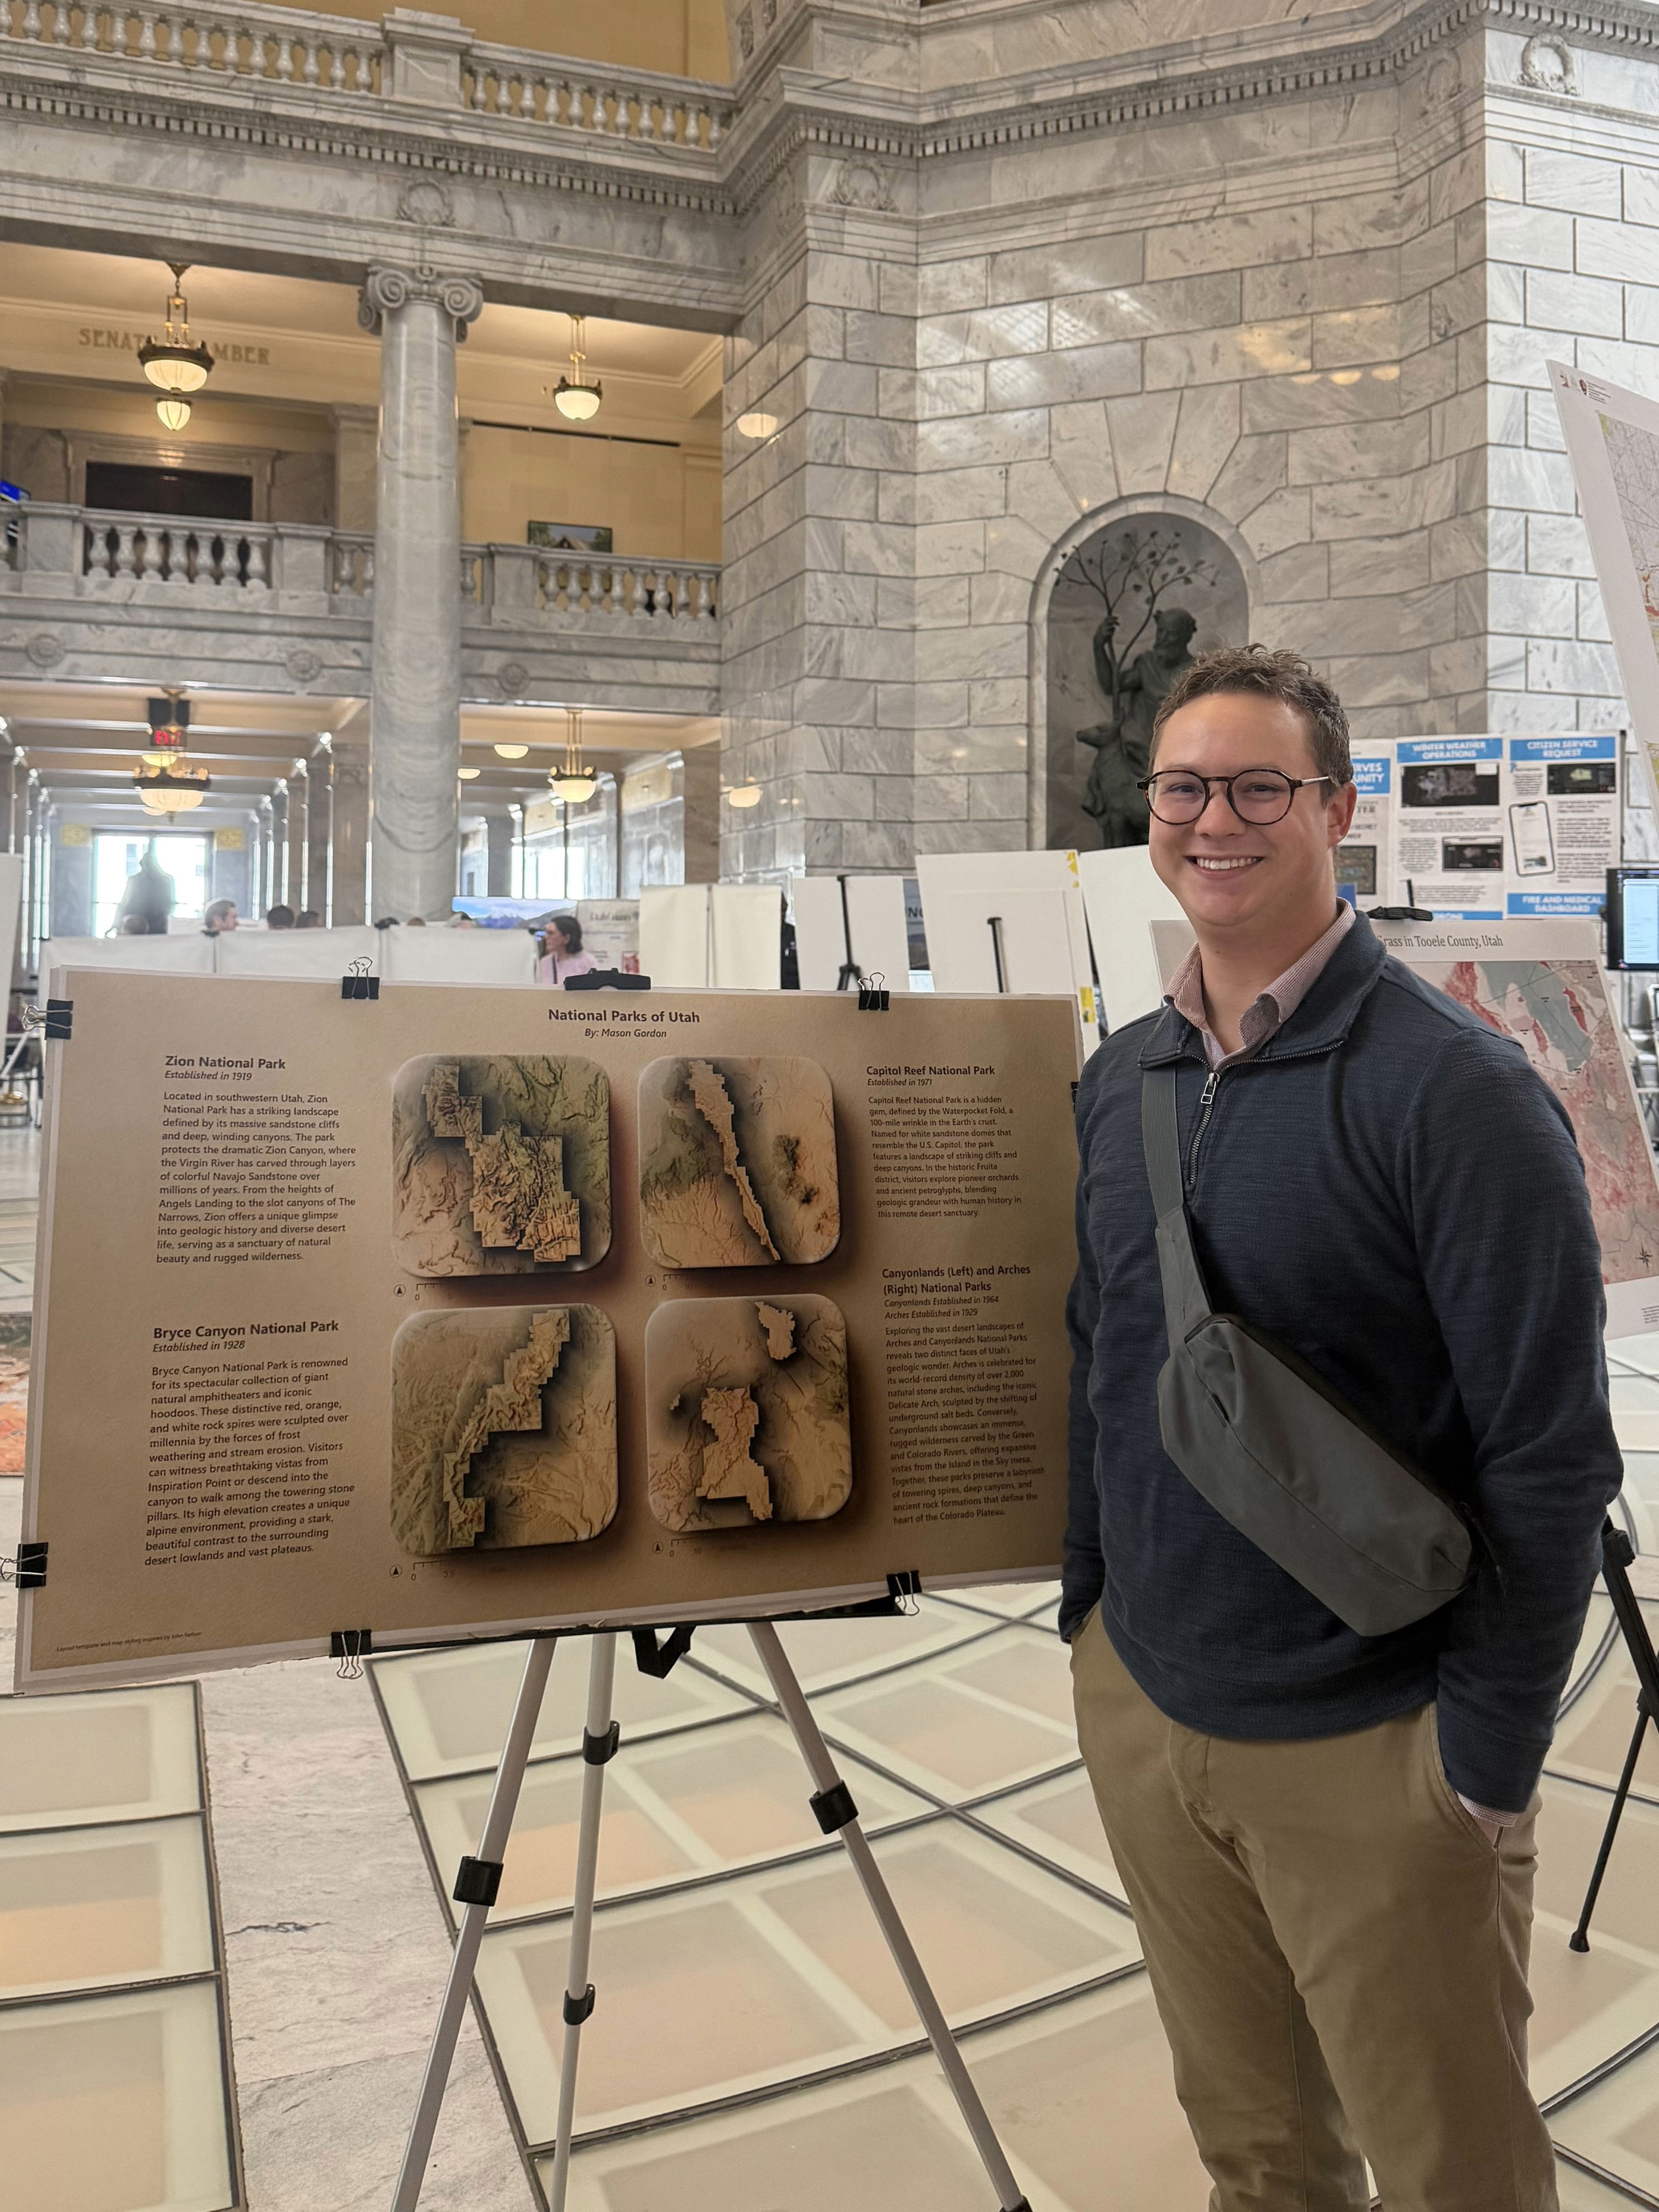 SENATE CHAMBER
EXIT
WINTER WEATHER
OPERATIONS
CITIZEN SERVICE
REQUEST
FIRE AND MEDICAL
DASHBOARD
Grass in Tooele County, Utah
National Parks of Utah
By: Mason Gordon
Zion National Park
Established in 1919
Located in southwestern Utah, Zion
National Park has a striking landscape
defined by its massive sandstone cliffs
and deep, winding canyons. The park
protects the dramatic Zion Canyon, where
the Virgin River has carved through layers
of colorful Navajo Sandstone over
millions of years. From the heights of
Angels Landing to the slot canyons of The
Narrows, Zion offers a unique glimpse
into geologic history and diverse desert
life, serving as a sanctuary of natural
beauty and rugged wilderness.
Bryce Canyon National Park
Established in 1928
Bryce Canyon National Park is renowned
for its spectacular collection of giant
natural amphitheaters and iconic
hoodoos. These distinctive red, orange,
and white rock spires were sculpted over
millennia by the forces of frost
weathering and stream erosion. Visitors
can witness breathtaking vistas from
Inspiration Point or descend into the
canyon to walk among the towering stone
pillars. Its high elevation creates a unique
alpine environment, providing a stark,
beautiful contrast to the surrounding
desert lowlands and vast plateaus.
Capitol Reef National Park
Established in 1971
Capitol Reef National Park is a hidden
gem, defined by the Waterpocket Fold, a
100-mile wrinkle in the Earth's crust.
Named for white sandstone domes that
resemble the U.S. Capitol, the park
features a landscape of striking cliffs and
deep canyons. In the historic Fruita
district, visitors explore pioneer orchards
and ancient petroglyphs, blending
geologic grandeur with human history in
this remote desert sanctuary.
Canyonlands (Left) and Arches
(Right) National Parks
Canyonlands Established in 1964
Arches Established in 1929
Exploring the vast desert landscapes of
Arches and Canyonlands National Parks
reveals two distinct faces of Utah's
geologic wonder. Arches is celebrated for
its world-record density of over 2,000
natural stone arches, including the iconic
Delicate Arch, sculpted by the shifting of
underground salt beds. Conversely,
Canyonlands showcases an immense,
rugged wilderness carved by the Green
and Colorado Rivers, offering expansive
vistas from the Island in the Sky mesa.
Together, these parks preserve a labyrinth
of towering spires, deep canyons, and
ancient rock formations that define the
heart of the Colorado Plateau.
0
0
0
Layout template and map styling inspired by John Nelson